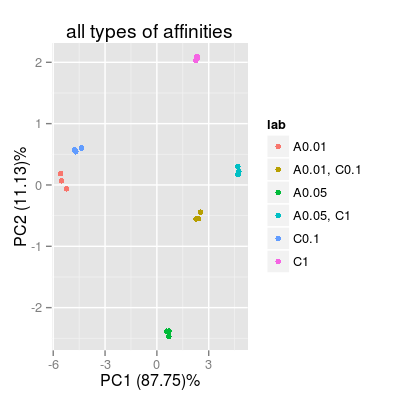 all types of affinities
2
1
0
-1
-2
PC2 (11.13)%
-6
-3
0
3
PC1 (87.75)%
lab
A0.01
A0.01, C0.1
A0.05
A0.05, C1
C0.1
C1